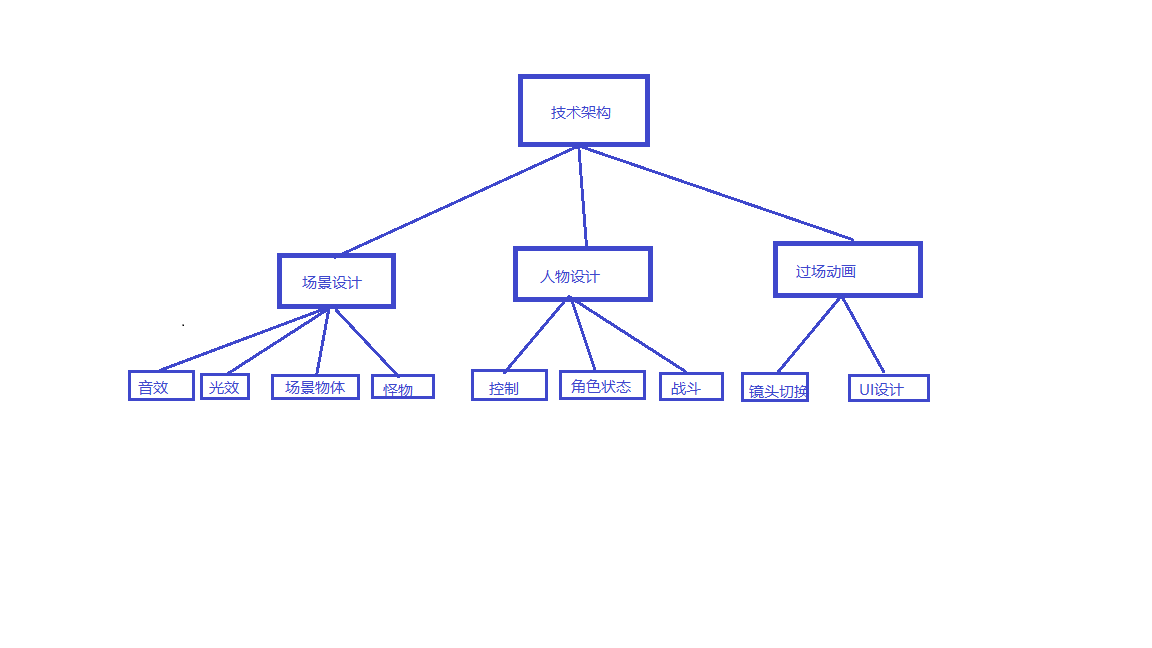 技术架构
场景设计
人物设计
过场动画
音效
光效
场景物体
怪物
控制
角色状态
战斗
镜头切换
UI设计